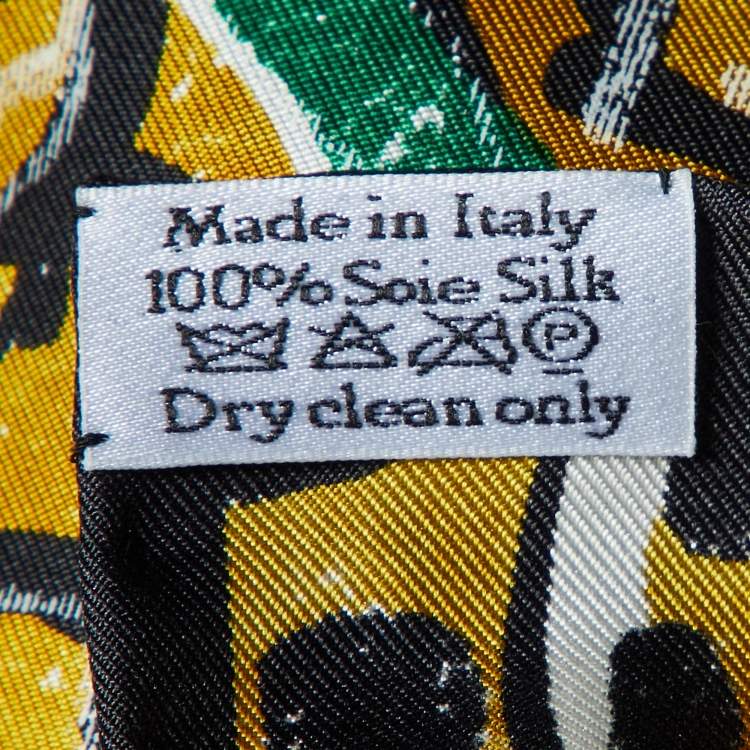 Made in Italy
100% Soie Silk
P
Dry clean only